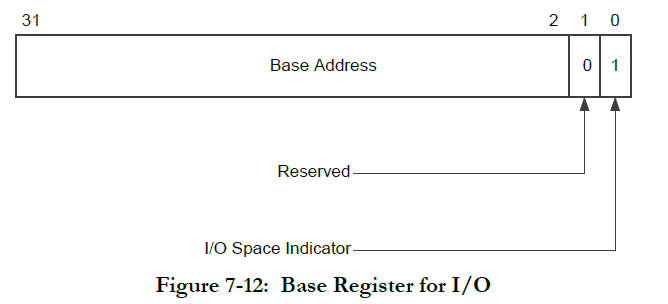 31 2 1 0
Base Address 0 1
Reserved
I/O Space Indicator
Figure 7-12: Base Register for I/O